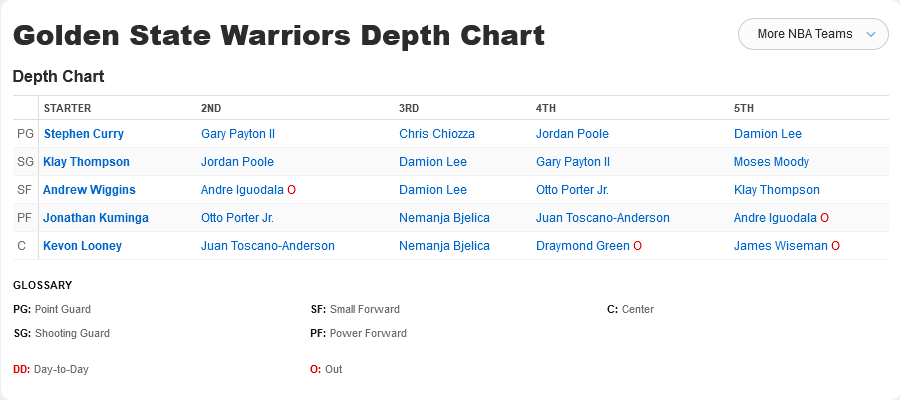 Golden State Warriors Depth Chart
More NBA Teams
Depth Chart
STARTER 2ND 3RD 4TH 5TH
PG Stephen Curry Gary Payton II Chris Chiozza Jordan Poole Damion Lee
SG Klay Thompson Jordan Poole Damion Lee Gary Payton II Moses Moody
SF Andrew Wiggins Andre Iguodala O Damion Lee Otto Porter Jr. Klay Thompson
PF Jonathan Kuminga Otto Porter Jr. Nemanja Bjelica Juan Toscano-Anderson Andre Iguodala O
C Kevon Looney Juan Toscano-Anderson Nemanja Bjelica Draymond Green O James Wiseman O
GLOSSARY
PG: Point Guard SF: Small Forward C: Center
SG: Shooting Guard PF: Power Forward
DD: Day-to-Day O: Out